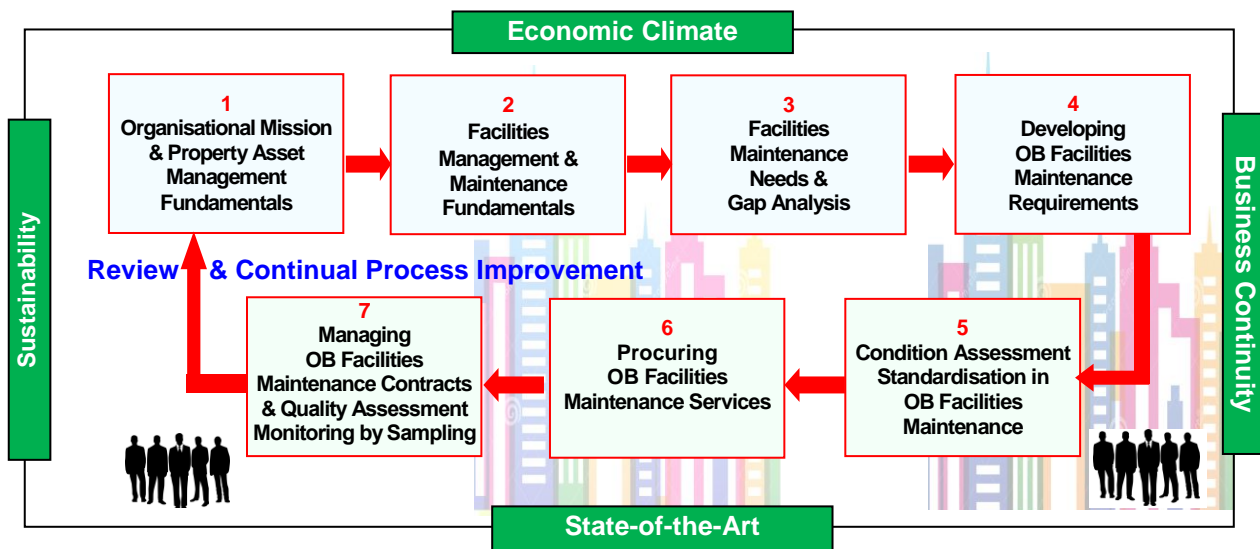 Economic Climate
1
Organisational Mission
& Property Asset
Management
Fundamentals
2
Facilities
Management &
Maintenance
Fundamentals
3
Facilities
Maintenance
Needs &
Gap Analysis
4
Developing
OB Facilities
Maintenance
Requirements
Sustainability
Business Continuity
Review & Continual Process Improvement
7
Managing
OB Facilities
Maintenance Contracts
& Quality Assessment
Monitoring by Sampling
6
Procuring
OB Facilities
Maintenance Services
5
Condition Assessment
Standardisation in
OB Facilities
Maintenance
State-of-the-Art